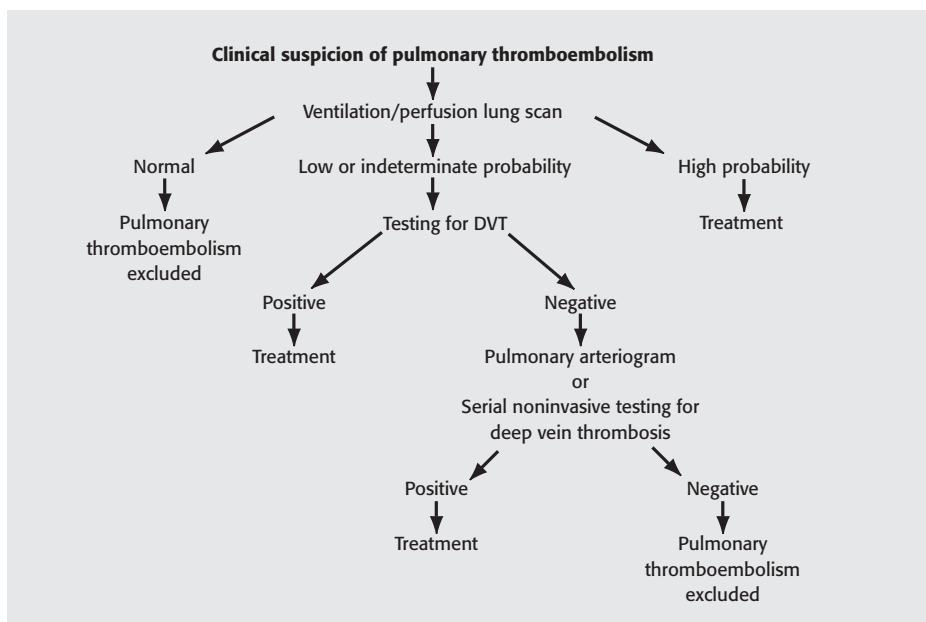 Clinical suspicion of pulmonary thromboembolism
Ventilation/perfusion lung scan
Normal
Low or indeterminate probability
High probability
Pulmonary
thromboembolism
excluded
Testing for DVT
Treatment
Positive
Negative
Treatment
Pulmonary arteriogram
or
Serial noninvasive testing for
deep vein thrombosis
Positive
Negative
Treatment
Pulmonary
thromboembolism
excluded